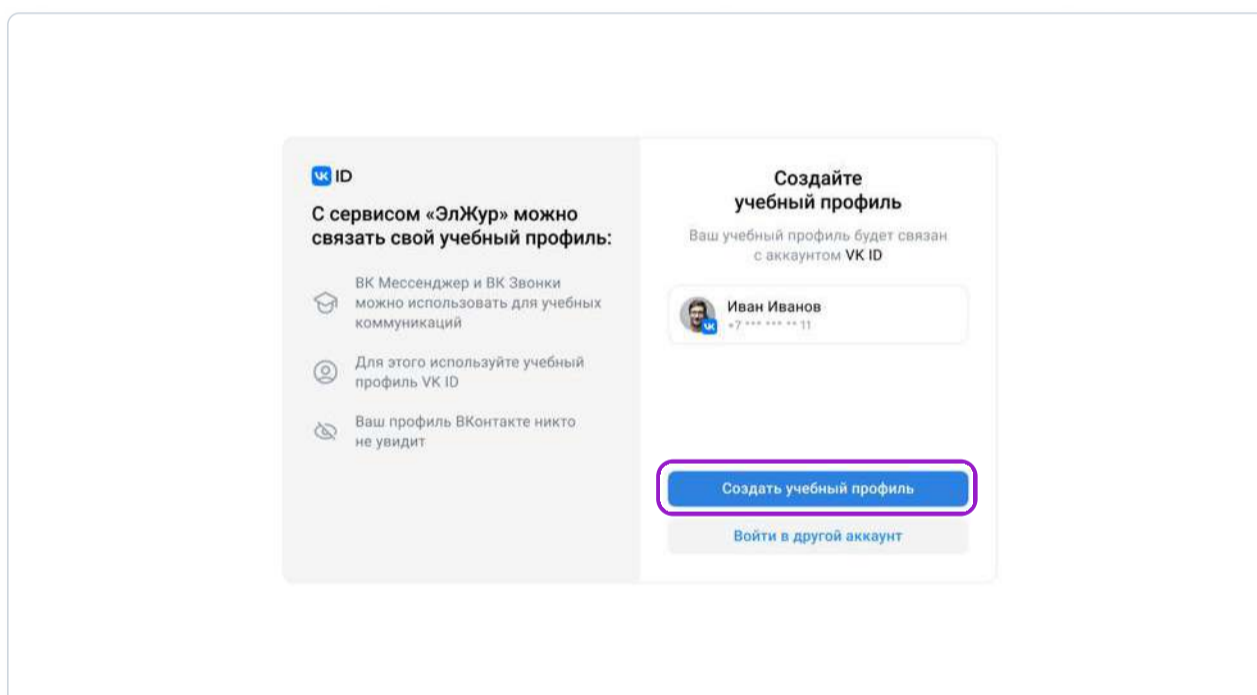 VK ID
С сервисом «ЭлЖур» можно
связать свой учебный профиль:
ВК Мессенджер и ВК Звонки
можно использовать для учебных
коммуникаций
Для этого используйте учебный
профиль VK ID
Ваш профиль ВКонтакте никто
не увидит
Создайте
учебный профиль
Ваш учебный профиль будет связан
с аккаунтом VK ID
Иван Иванов
+7 *** *** ** 11
Создать учебный профиль
Войти в другой аккаунт